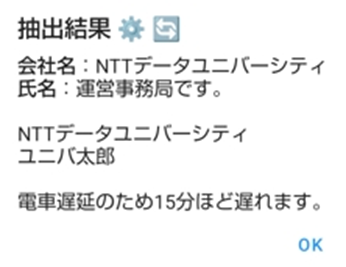 抽出結果
会社名：NTTデータユニバーシティ
氏名：運営事務局です。
NTTデータユニバーシティ
ユニバ太郎
電車遅延のため15分ほど遅れます。
OK